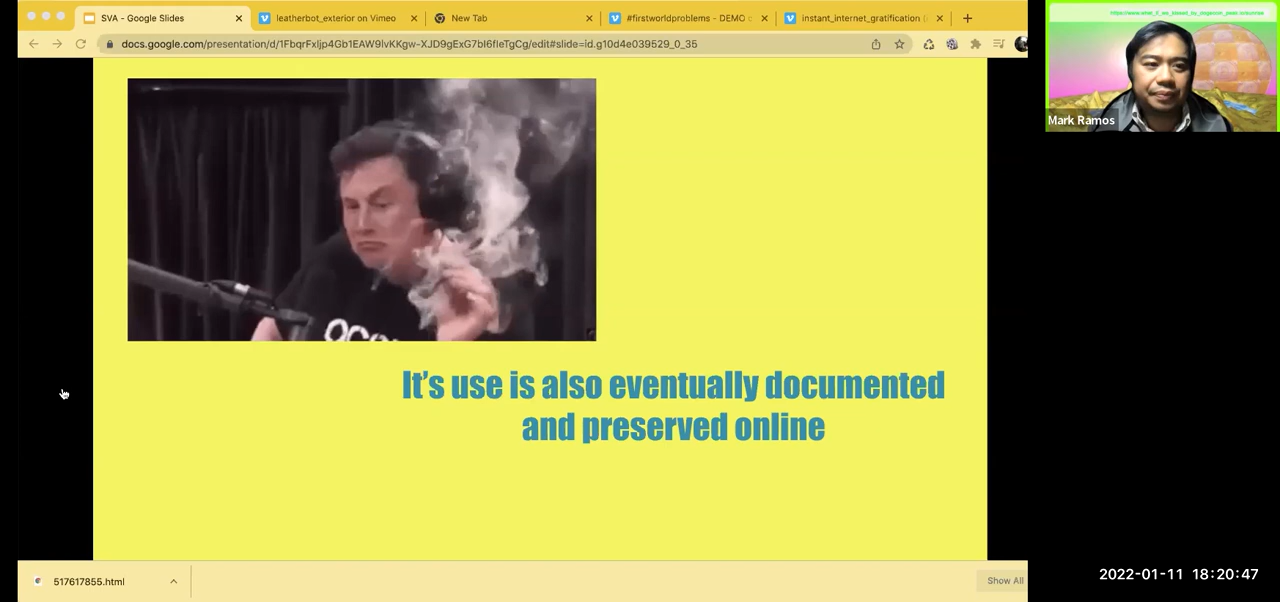 SVA - Google Slides
leatherbot_exterior on Vimeo
New Tab
#firstworldproblems - DEMO
instant_internet_gratification
docs.google.com/presentation/d/1FbqrFxljp4Gb1EAW9lvKKgw-XJD9gExG7bI6fIeTgCg/edit#slide=id.g10d4e039529_0_35
Mark Ramos
It's use is also eventually documented
and preserved online
517617855.html
Show All
2022-01-11 18:20:47